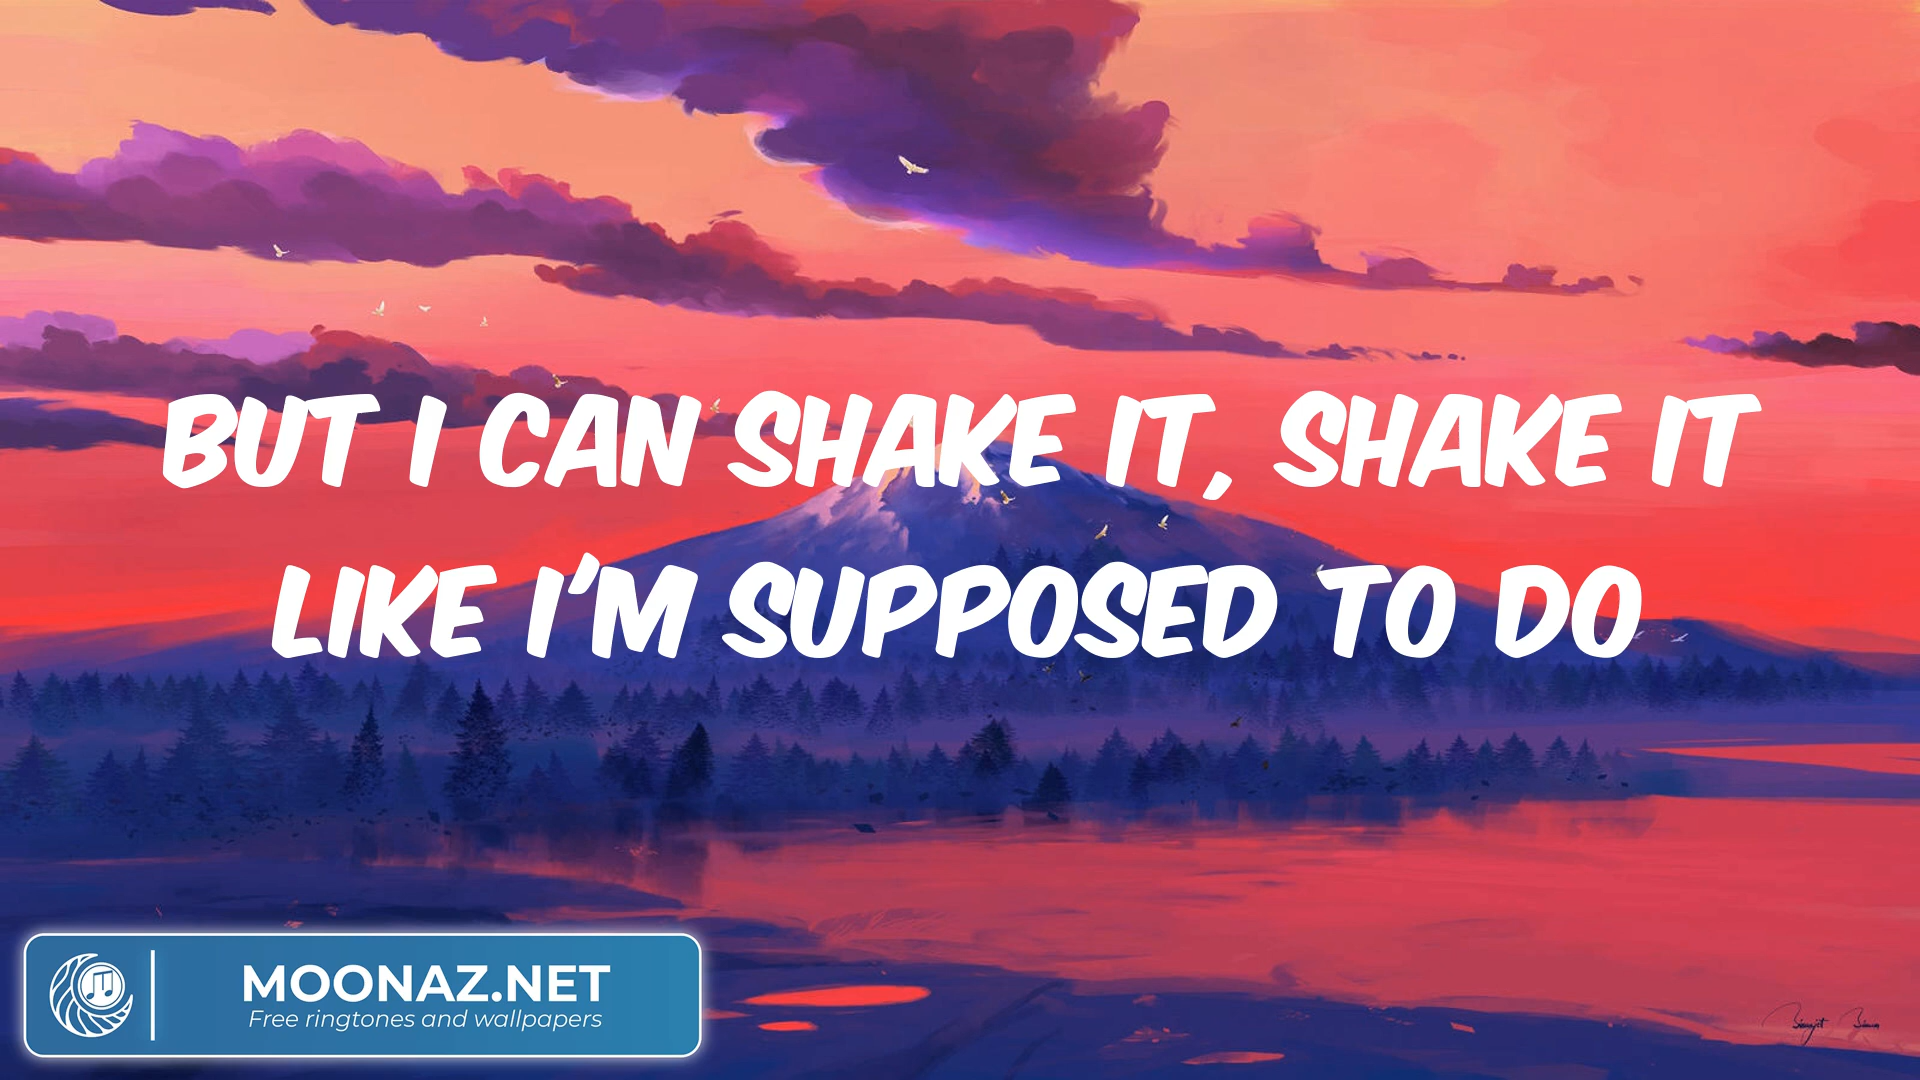 BUT I CAN SHAKE IT, SHAKE IT
LIKE I'M SUPPOSED TO DO
MOONAZ.NET
Free ringtones and wallpapers